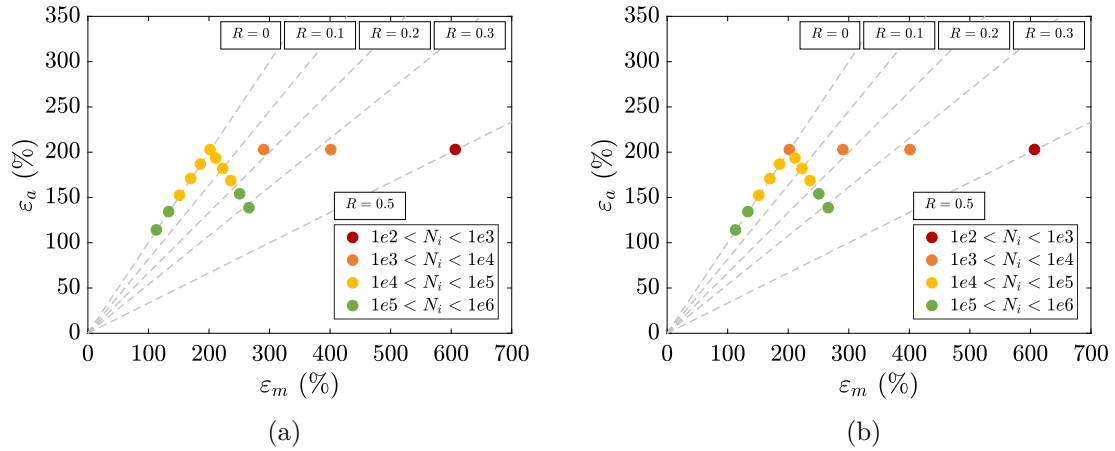 350
300
250
200
150
100
50
0
ε_a (%)
R = 0
R = 0.1
R = 0.2
R = 0.3
R = 0.5
1e2 < N_i < 1e3
1e3 < N_i < 1e4
1e4 < N_i < 1e5
1e5 < N_i < 1e6
0 100 200 300 400 500 600 700
ε_m (%)
(a)
350
300
250
200
150
100
50
0
ε_a (%)
R = 0
R = 0.1
R = 0.2
R = 0.3
R = 0.5
1e2 < N_i < 1e3
1e3 < N_i < 1e4
1e4 < N_i < 1e5
1e5 < N_i < 1e6
0 100 200 300 400 500 600 700
ε_m (%)
(b)